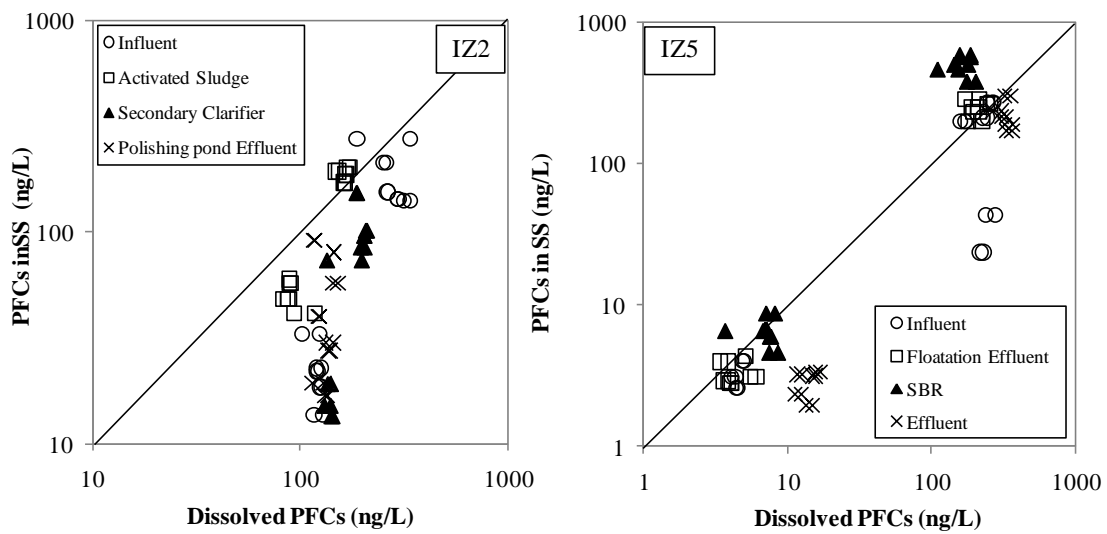 1000
100
10
10
100
1000
PFCs inSS (ng/L)
Dissolved PFCs (ng/L)
IZ2
Influent
Activated Sludge
Secondary Clarifier
Polishing pond Effluent
1000
100
10
1
1
10
100
1000
PFCs in SS (ng/L)
Dissolved PFCs (ng/L)
IZ5
Influent
Floatation Effluent
SBR
Effluent